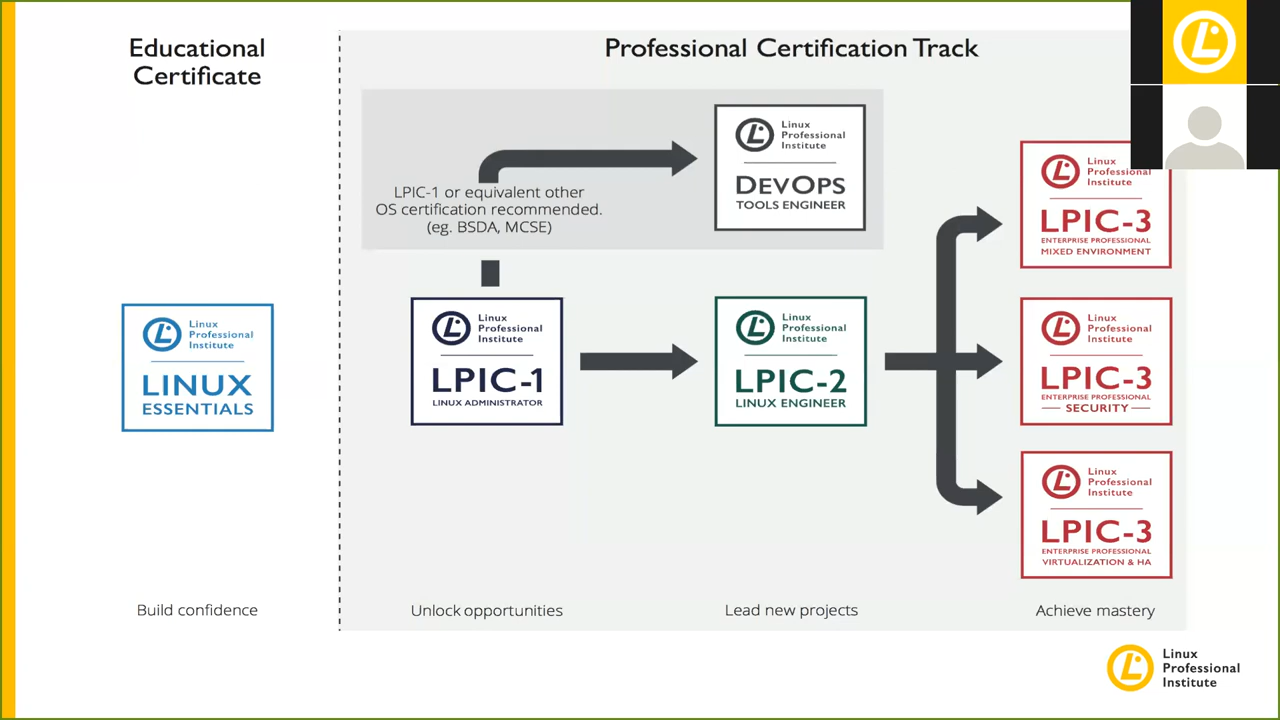 Educational
Certificate
Professional Certification Track
Linux
Professional
Institute
DEVOPS
TOOLS ENGINEER
LPIC-1 or equivalent other
OS certification recommended.
(eg. BSDA, MCSE)
Linux
Professional
Institute
LPIC-3
ENTERPRISE PROFESSIONAL
MIXED ENVIRONMENT
Linux
Professional
Institute
LINUX
ESSENTIALS
Linux
Professional
Institute
LPIC-1
LINUX ADMINISTRATOR
Linux
Professional
Institute
LPIC-2
LINUX ENGINEER
Linux
Professional
Institute
LPIC-3
ENTERPRISE PROFESSIONAL
SECURITY
Linux
Professional
Institute
LPIC-3
ENTERPRISE PROFESSIONAL
VIRTUALIZATION & HA
Build confidence
Unlock opportunities
Lead new projects
Achieve mastery
Linux
Professional
Institute